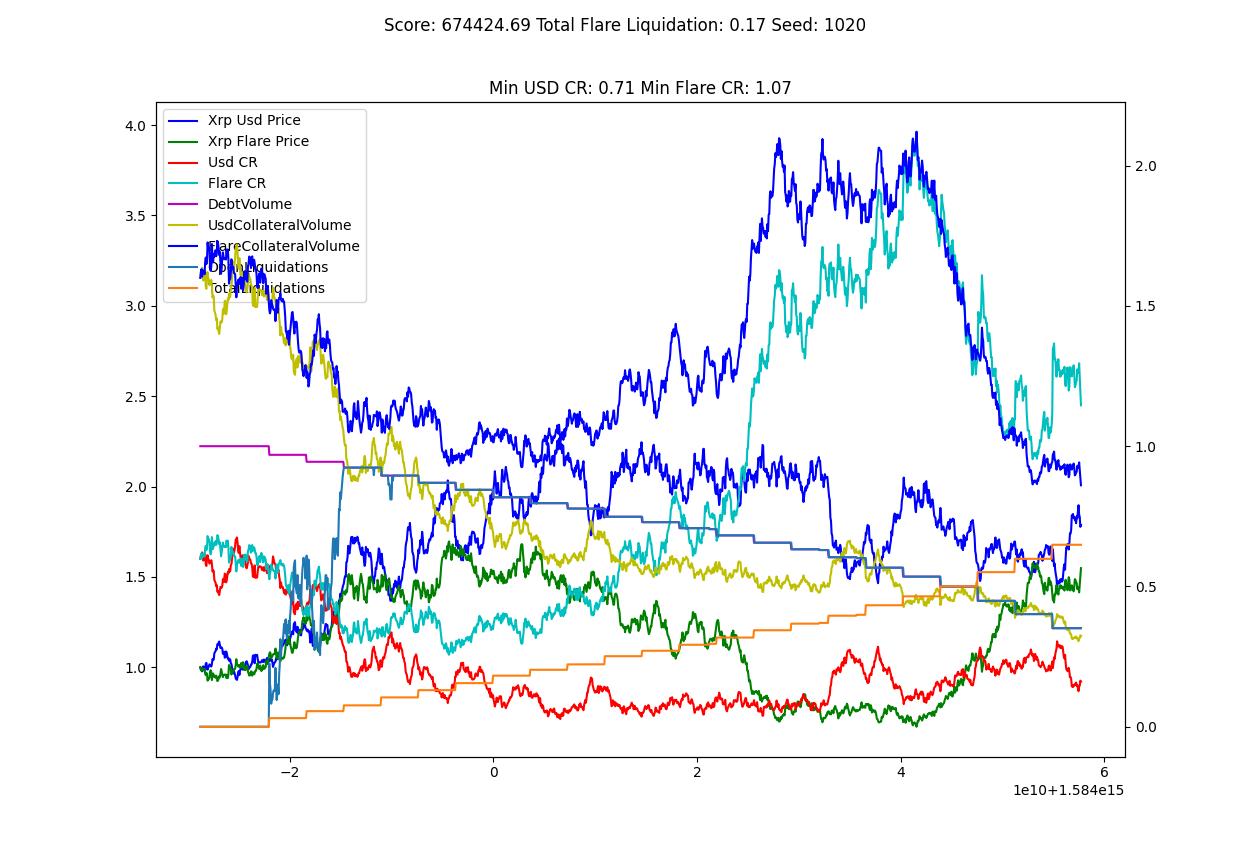 Score: 674424.69 Total Flare Liquidation: 0.17 Seed: 1020
Min USD CR: 0.71 Min Flare CR: 1.07
Xrp Usd Price
Xrp Flare Price
Usd CR
Flare CR
DebtVolume
UsdCollateralVolume
FlareCollateralVolume
OpenLiquidations
TotalLiquidations
4.0
3.5
3.0
2.5
2.0
1.5
1.0
2.0
1.5
1.0
0.5
0.0
−2
0
2
4
6
1e10+1.584e15